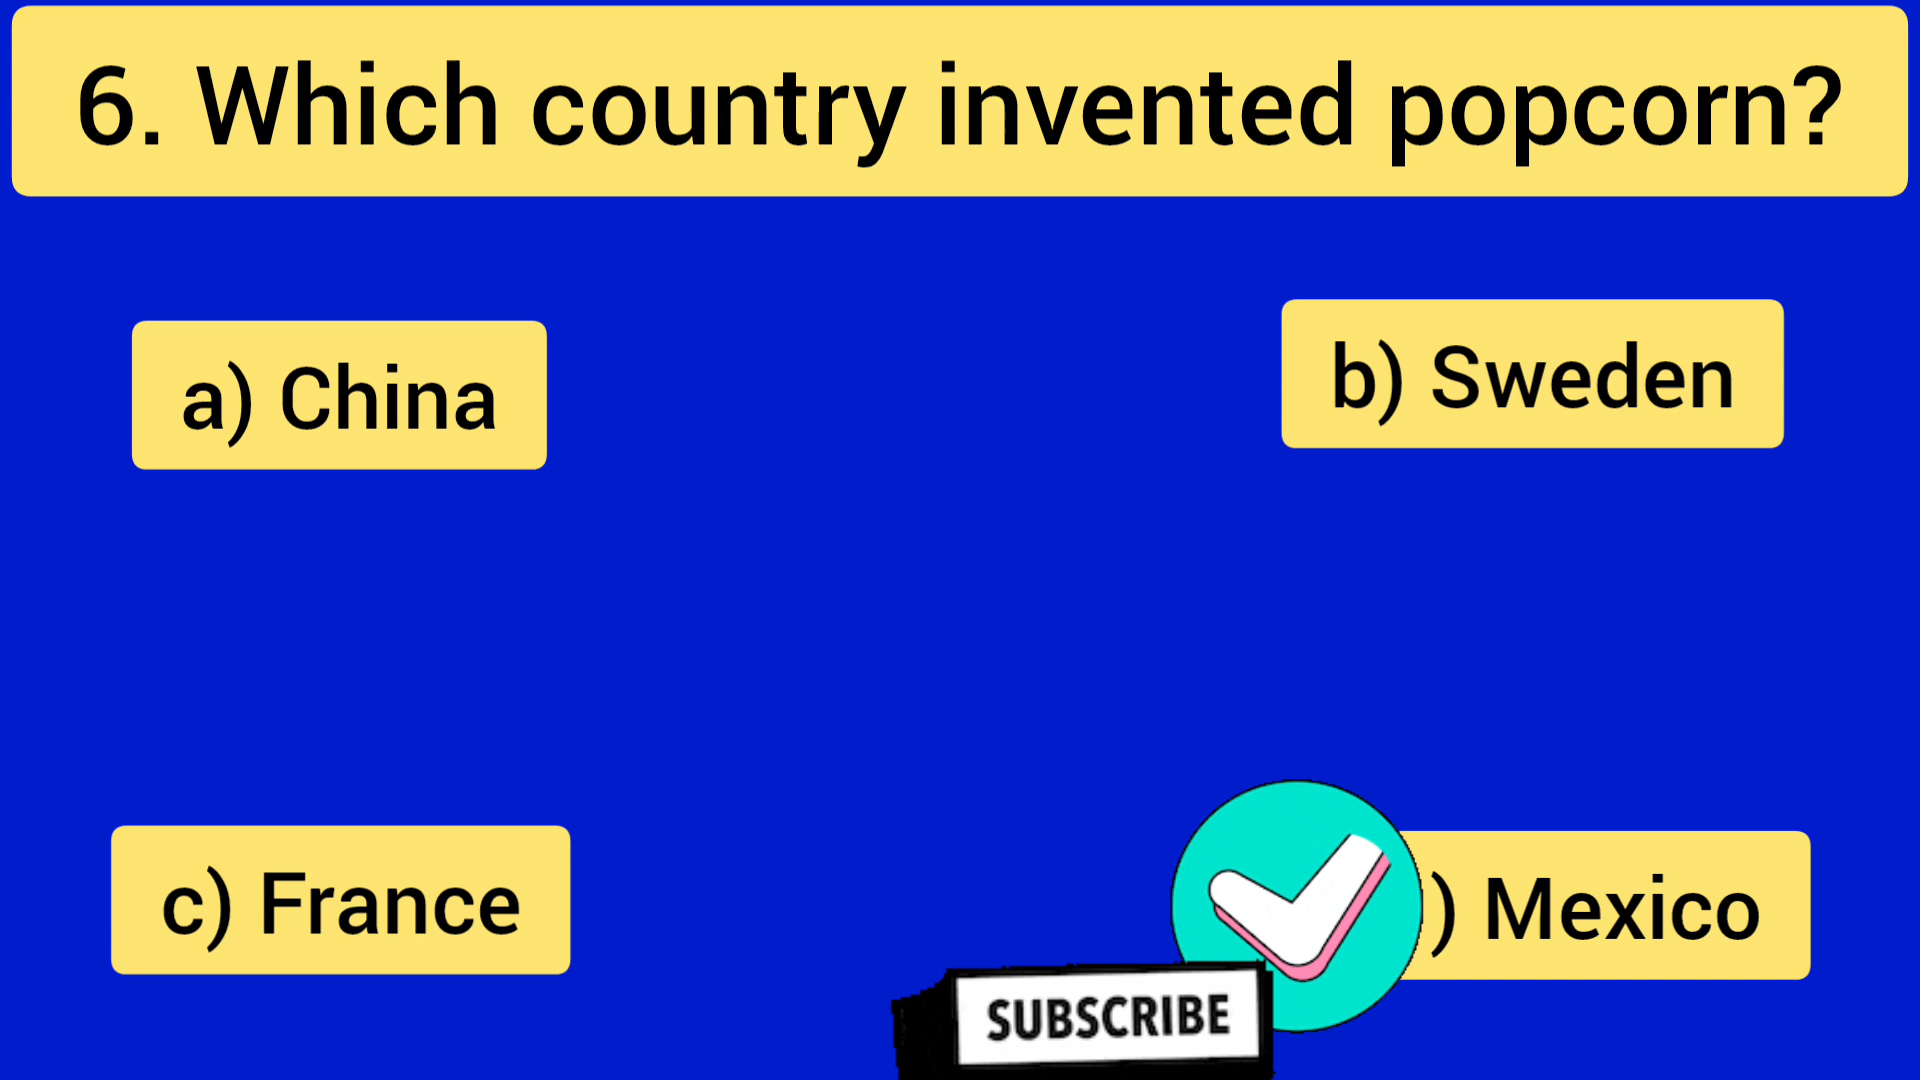 6. Which country invented popcorn?
a) China
b) Sweden
c) France
) Mexico
SUBSCRIBE